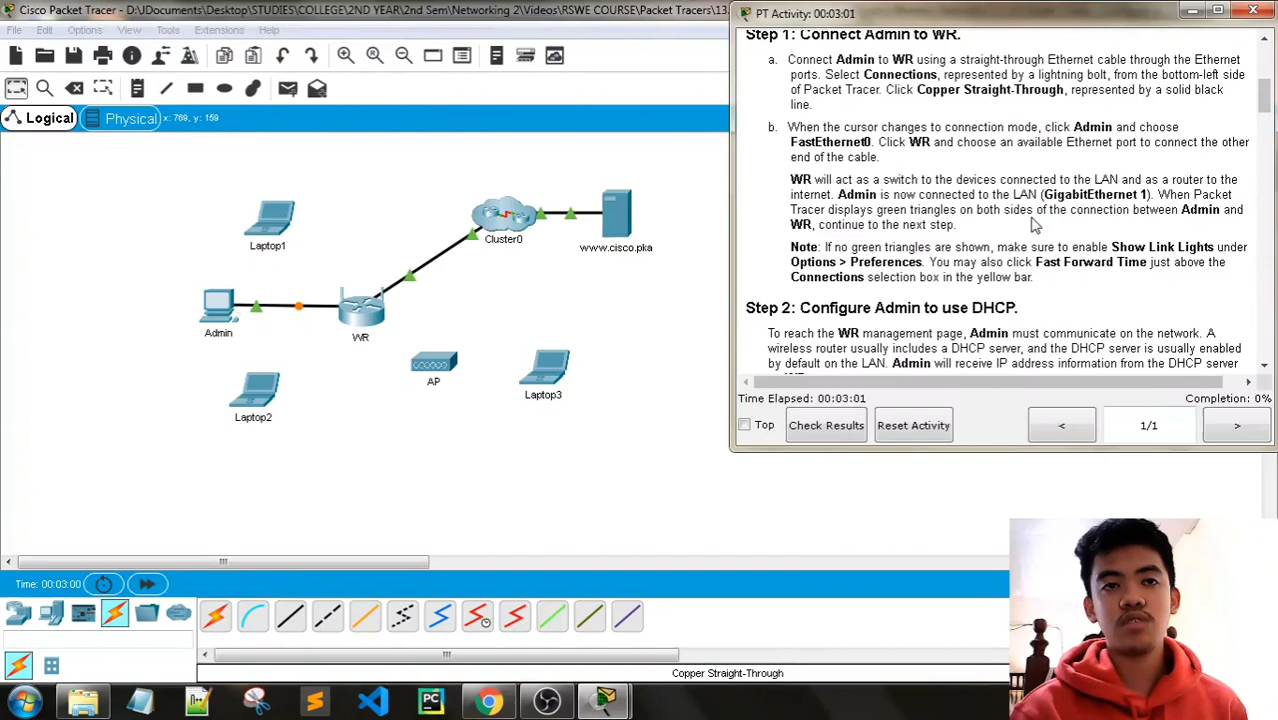 Cisco Packet Tracer - D:\Documents\Desktop\STUDIES\COLLEGE\2ND YEAR\2nd Sem\Networking 2\Videos\RSWE COURSE\Packet Tracers\13.
File Edit Options View Tools Extensions Help
Logical Physical x: 769, y: 159
Laptop1
Cluster0
www.cisco.pka
Admin
WR
AP
Laptop3
Laptop2
PT Activity: 00:03:01
Step 1: Connect Admin to WR.
a. Connect Admin to WR using a straight-through Ethernet cable through the Ethernet
ports. Select Connections, represented by a lightning bolt, from the bottom-left side
of Packet Tracer. Click Copper Straight-Through, represented by a solid black
line.
b. When the cursor changes to connection mode, click Admin and choose
FastEthernet0. Click WR and choose an available Ethernet port to connect the other
end of the cable.
WR will act as a switch to the devices connected to the LAN and as a router to the
internet. Admin is now connected to the LAN (GigabitEthernet 1). When Packet
Tracer displays green triangles on both sides of the connection between Admin and
WR, continue to the next step.
Note: If no green triangles are shown, make sure to enable Show Link Lights under
Options > Preferences. You may also click Fast Forward Time just above the
Connections selection box in the yellow bar.
Step 2: Configure Admin to use DHCP.
To reach the WR management page, Admin must communicate on the network. A
wireless router usually includes a DHCP server, and the DHCP server is usually enabled
by default on the LAN. Admin will receive IP address information from the DHCP server
Time Elapsed: 00:03:01 Completion: 0%
Top Check Results Reset Activity < 1/1 >
Time: 00:03:00
Copper Straight-Through
PC